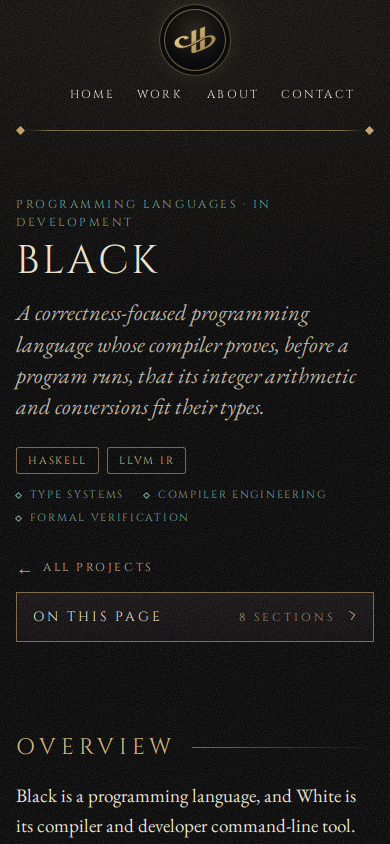 HOME WORK ABOUT CONTACT
PROGRAMMING LANGUAGES · IN
DEVELOPMENT
BLACK
A correctness-focused programming
language whose compiler proves, before a
program runs, that its integer arithmetic
and conversions fit their types.
HASKELL LLVM IR
TYPE SYSTEMS COMPILER ENGINEERING
FORMAL VERIFICATION
← ALL PROJECTS
ON THIS PAGE 8 SECTIONS
OVERVIEW
Black is a programming language, and White is
its compiler and developer command-line tool.